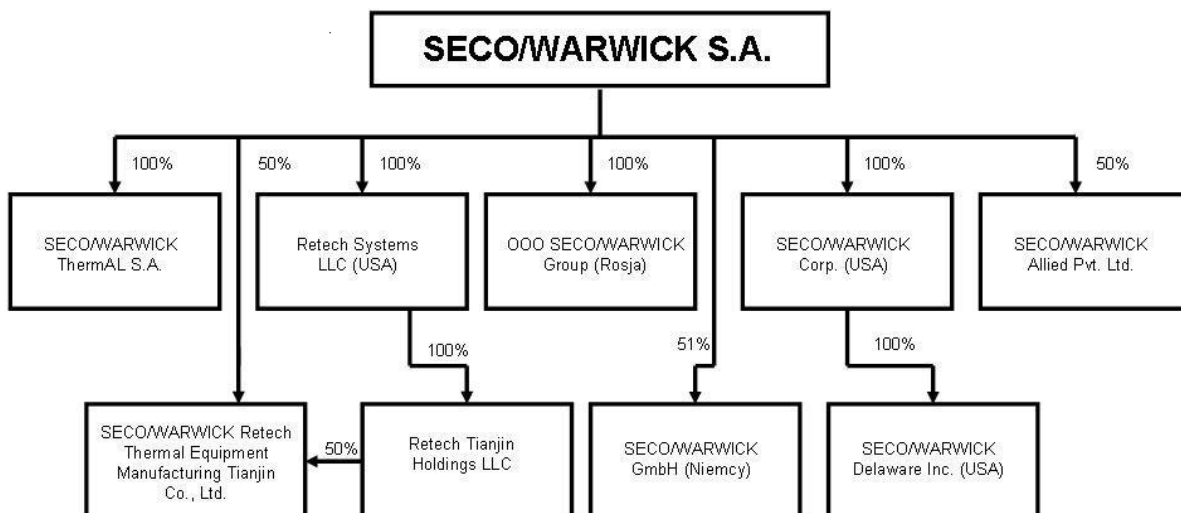 SECO/WARWICK S.A.
100%
50%
100%
100%
100%
50%
SECO/WARWICK
ThermAL S.A.
Retech Systems
LLC (USA)
OOO SECO/WARWICK
Group (Rosja)
SECO/WARWICK
Corp. (USA)
SECO/WARWICK
Allied Pvt. Ltd.
100%
51%
100%
SECO/WARWICK Retech
Thermal Equipment
Manufacturing Tianjin
Co., Ltd.
50%
Retech Tianjin
Holdings LLC
SECO/WARWICK
GmbH (Niemcy)
SECO/WARWICK
Delaware Inc. (USA)